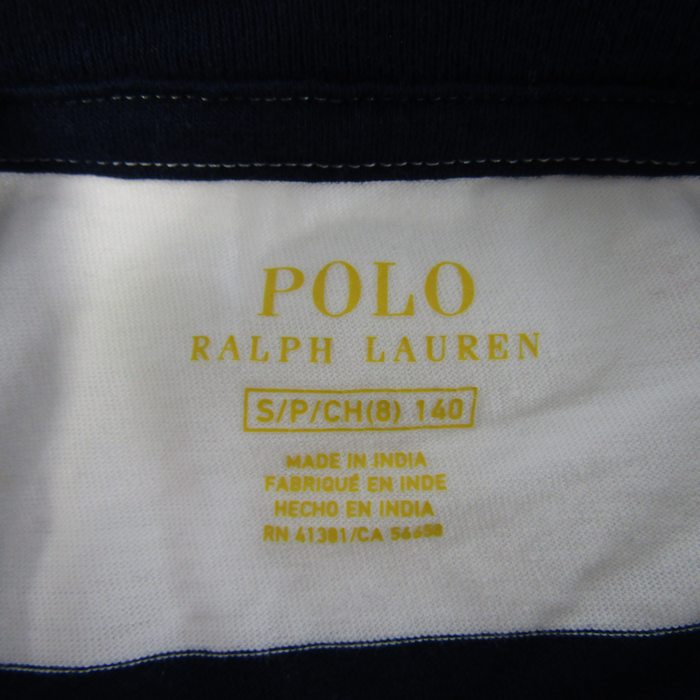 POLO
RALPH LAUREN
S/P/CH(8) 140
MADE IN INDIA
FABRIQUÉ EN INDE
HECHO EN INDIA
RN 41381/CA 56658